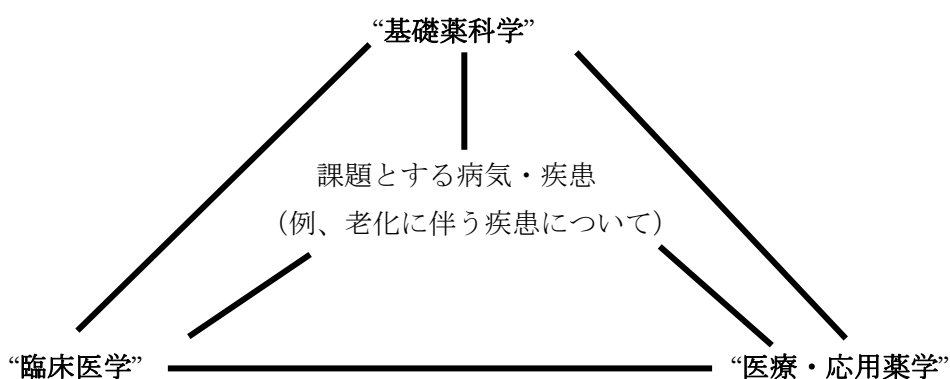 “基礎薬科学”
課題とする病気・疾患
（例、老化に伴う疾患について）
“臨床医学”
“医療・応用薬学”